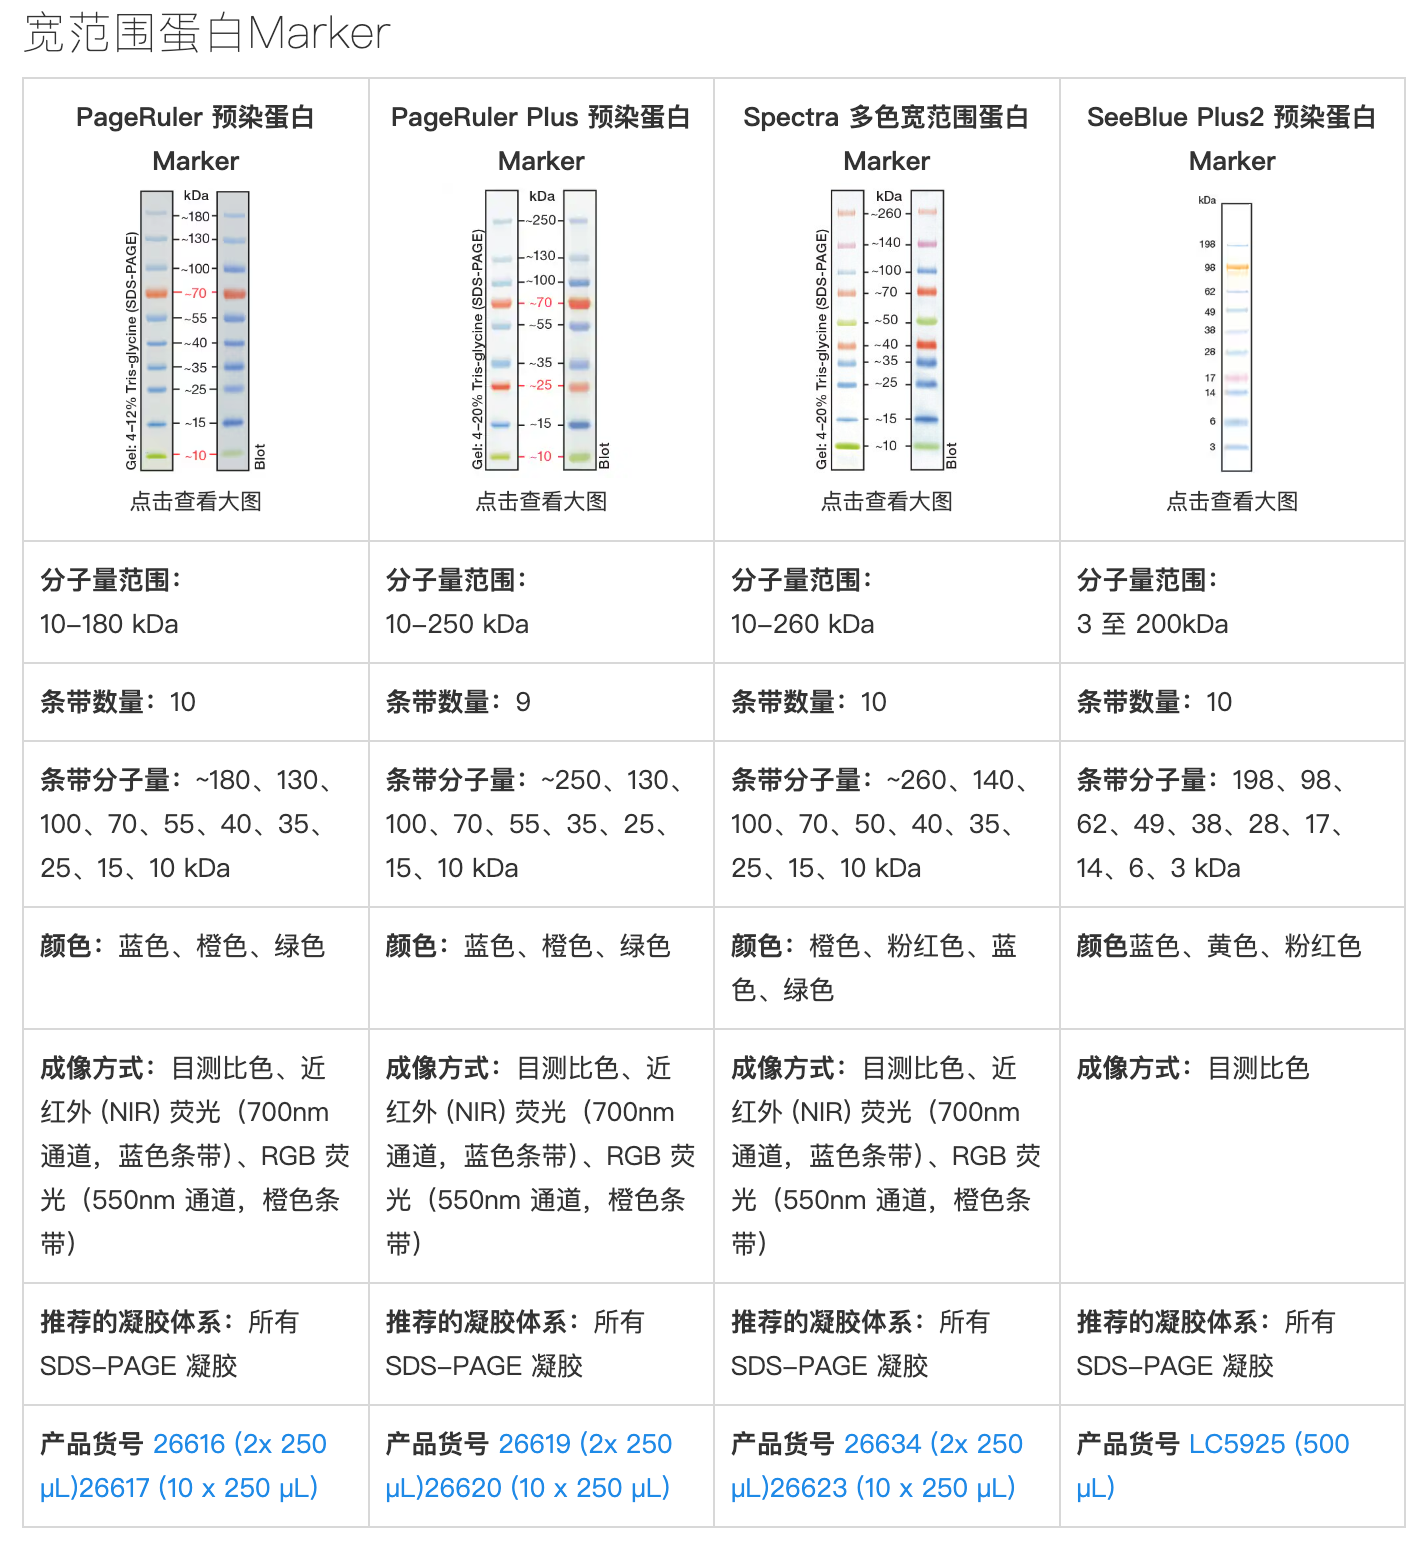 宽范围蛋白Marker
PageRuler 预染蛋白
Marker
kDa
~180
~130
~100
~70
~55
~40
~35
~25
~15
~10
Gel: 4–12% Tris-glycine (SDS-PAGE)
Blot
点击查看大图
PageRuler Plus 预染蛋白
Marker
kDa
~250
~130
~100
~70
~55
~35
~25
~15
~10
Gel: 4–20% Tris-glycine (SDS-PAGE)
Blot
点击查看大图
Spectra 多色宽范围蛋白
Marker
kDa
~260
~140
~100
~70
~50
~40
~35
~25
~15
~10
Gel: 4–20% Tris-glycine (SDS-PAGE)
Blot
点击查看大图
SeeBlue Plus2 预染蛋白
Marker
kDa
198
98
62
49
38
28
17
14
6
3
点击查看大图
分子量范围：
10–180 kDa
分子量范围：
10–250 kDa
分子量范围：
10–260 kDa
分子量范围：
3 至 200kDa
条带数量：10
条带数量：9
条带数量：10
条带数量：10
条带分子量：~180、130、
100、70、55、40、35、
25、15、10 kDa
条带分子量：~250、130、
100、70、55、35、25、
15、10 kDa
条带分子量：~260、140、
100、70、50、40、35、
25、15、10 kDa
条带分子量：198、98、
62、49、38、28、17、
14、6、3 kDa
颜色：蓝色、橙色、绿色
颜色：蓝色、橙色、绿色
颜色：橙色、粉红色、蓝
色、绿色
颜色蓝色、黄色、粉红色
成像方式：目测比色、近
红外 (NIR) 荧光（700nm
通道，蓝色条带）、RGB 荧
光（550nm 通道，橙色条
带）
成像方式：目测比色、近
红外 (NIR) 荧光（700nm
通道，蓝色条带）、RGB 荧
光（550nm 通道，橙色条
带）
成像方式：目测比色、近
红外 (NIR) 荧光（700nm
通道，蓝色条带）、RGB 荧
光（550nm 通道，橙色条
带）
成像方式：目测比色
推荐的凝胶体系：所有
SDS–PAGE 凝胶
推荐的凝胶体系：所有
SDS–PAGE 凝胶
推荐的凝胶体系：所有
SDS–PAGE 凝胶
推荐的凝胶体系：所有
SDS–PAGE 凝胶
产品货号 26616 (2x 250
µL)26617 (10 x 250 µL)
产品货号 26619 (2x 250
µL)26620 (10 x 250 µL)
产品货号 26634 (2x 250
µL)26623 (10 x 250 µL)
产品货号 LC5925 (500
µL)